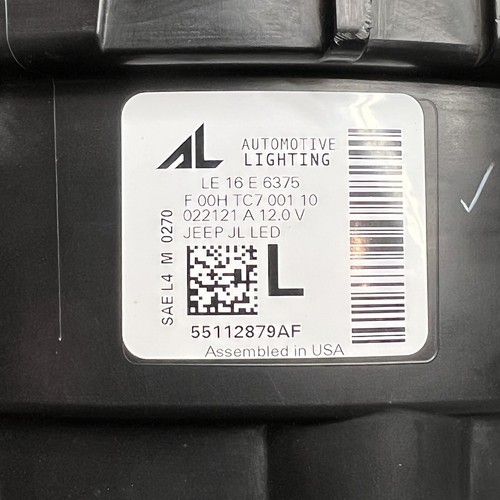 AL AUTOMOTIVE
LIGHTING
LE 16 E 6375
F 00H TC7 001 10
022121 A 12.0 V
JEEP JL LED
SAE L4 M 0270
L
55112879AF
Assembled in USA